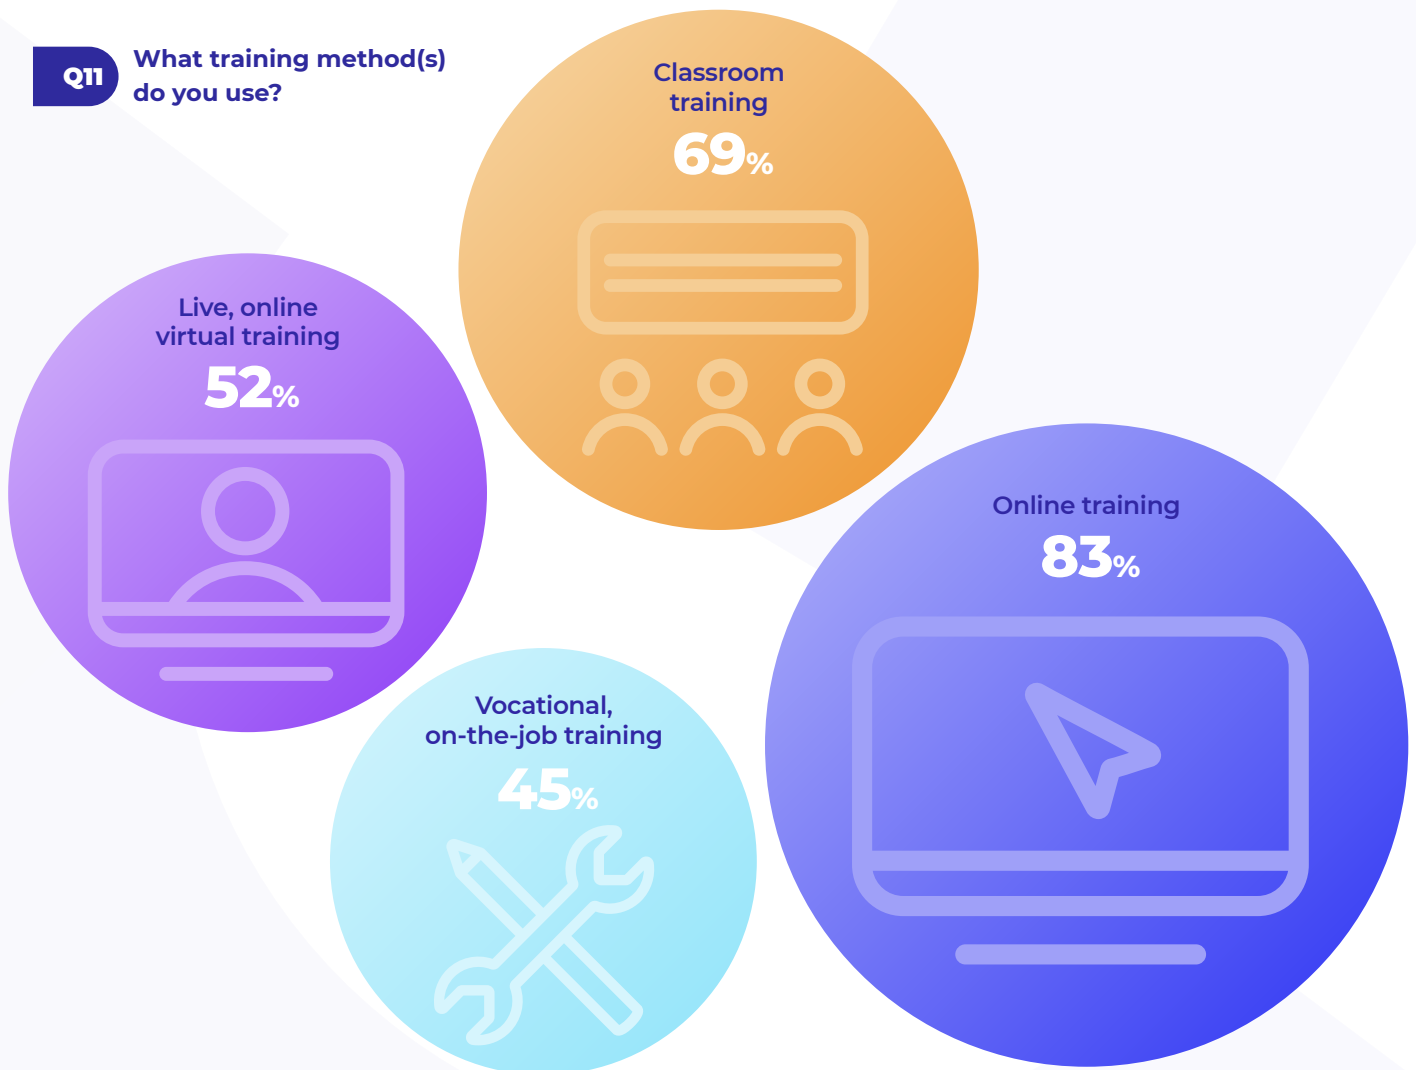 Q11
What training method(s)
do you use?
Classroom
training
69%
Live, online
virtual training
52%
Online training
83%
Vocational,
on-the-job training
45%